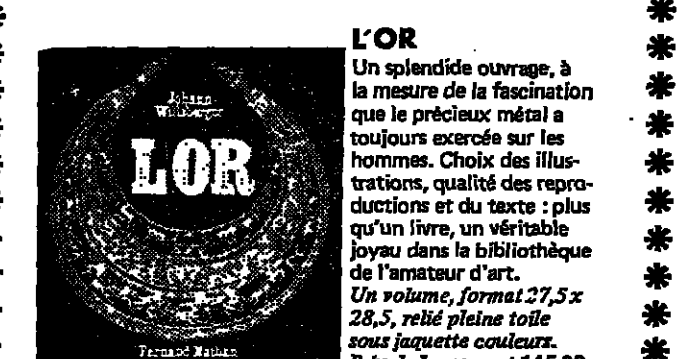 Johann
L'OR
Fernand Nathan
L'OR
Un splendide ouvrage, à
la mesure de la fascination
que le précieux métal a
toujours exercée sur les
hommes. Choix des illus-
trations, qualité des repro-
ductions et du texte : plus
qu'un livre, un véritable
joyau dans la bibliothèque
de l'amateur d'art.
Un volume, format 27,5 x
28,5, relié pleine toile
sous jaquette couleurs.